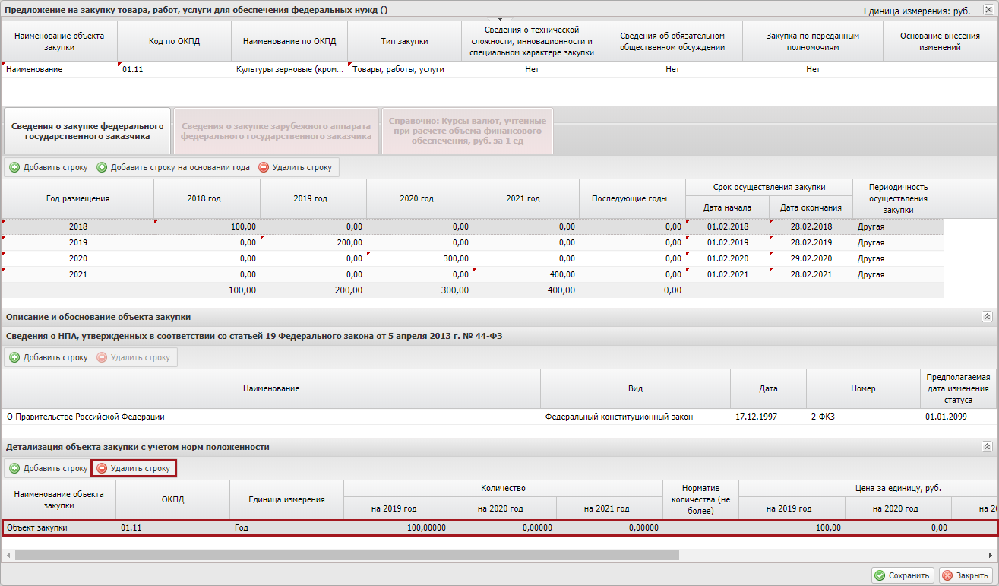 Предложение на закупку товара, работ, услуги для обеспечения федеральных нужд ()
Единица измерения: руб.
Наименование объекта закупки
Код по ОКПД
Наименование по ОКПД
Тип закупки
Сведения о технической сложности, инновационности и специальном характере закупки
Сведения об обязательном общественном обсуждении
Закупка по переданным полномочиям
Основание внесения изменений
Наименование 01.11 Культуры зерновые (кром... Товары, работы, услуги Нет Нет Нет
Сведения о закупке федерального государственного заказчика
Сведения о закупке зарубежного аппарата федерального государственного заказчика
Справочно: Курсы валют, учтенные при расчете объема финансового обеспечения, руб. за 1 ед
Добавить строку Добавить строку на основании года Удалить строку
Год размещения 2018 год 2019 год 2020 год 2021 год Последующие годы
Срок осуществления закупки
Дата начала Дата окончания
Периодичность осуществления закупки
2018 100,00 0,00 0,00 0,00 0,00 01.02.2018 28.02.2018 Другая
2019 0,00 200,00 0,00 0,00 0,00 01.02.2019 28.02.2019 Другая
2020 0,00 0,00 300,00 0,00 0,00 01.02.2020 29.02.2020 Другая
2021 0,00 0,00 0,00 400,00 0,00 01.02.2021 28.02.2021 Другая
100,00 200,00 300,00 400,00 0,00
Описание и обоснование объекта закупки
Сведения о НПА, утвержденных в соответствии со статьей 19 Федерального закона от 5 апреля 2013 г. № 44-ФЗ
Добавить строку Удалить строку
Наименование Вид Дата Номер
Предполагаемая дата изменения статуса
О Правительстве Российской Федерации Федеральный конституционный закон 17.12.1997 2-ФКЗ 01.01.2099
Детализация объекта закупки с учетом норм положенности
Добавить строку Удалить строку
Наименование объекта закупки
ОКПД
Единица измерения
Количество
на 2019 год на 2020 год на 2021 год
Норматив количества (не более)
Цена за единицу, руб.
на 2019 год на 2020 год на 20
Объект закупки 01.11 Год 100,00000 0,00000 0,00000 100,00 0,00
Сохранить Закрыть